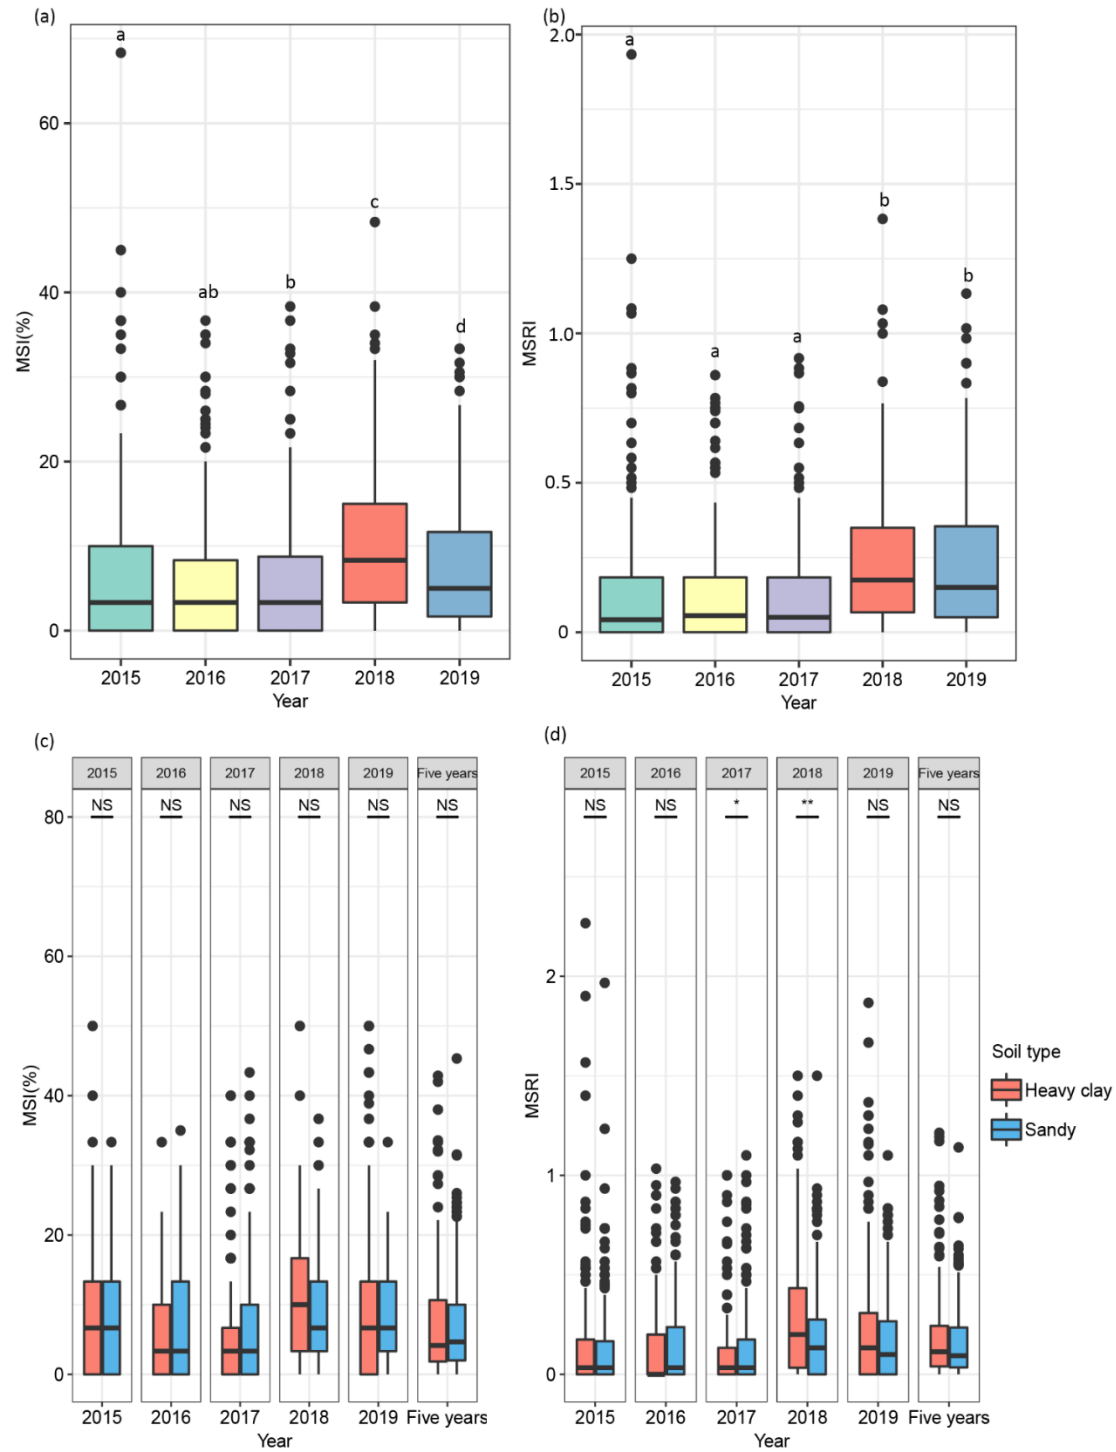 (a)
(b)
a
ab
b
c
d
MSI(%)
60
40
20
0
2015 2016 2017 2018 2019
Year
a
a
a
b
b
MSRI
2.0
1.5
1.0
0.5
0
2015 2016 2017 2018 2019
Year
(c)
2015 2016 2017 2018 2019 Five years
NS NS NS NS NS NS
MSI(%)
80
60
40
20
0
2015 2016 2017 2018 2019 Five years
Year
(d)
2015 2016 2017 2018 2019 Five years
NS NS * ** NS NS
MSRI
2
1
0
2015 2016 2017 2018 2019 Five years
Year
Soil type
Heavy clay
Sandy